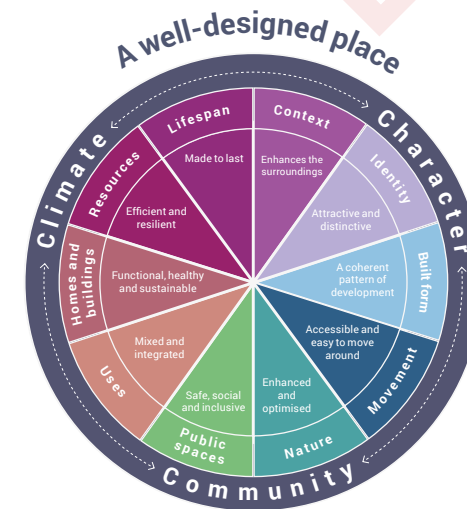 A well-designed place
Climate
Character
Community
Context
Enhances the
surroundings
Identity
Attractive and
distinctive
Built form
A coherent
pattern of
development
Movement
Accessible and
easy to move
around
Nature
Enhanced
and
optimised
Public
spaces
Safe, social
and inclusive
Uses
Mixed and
integrated
Homes and
buildings
Functional, healthy
and sustainable
Resources
Efficient and
resilient
Lifespan
Made to last